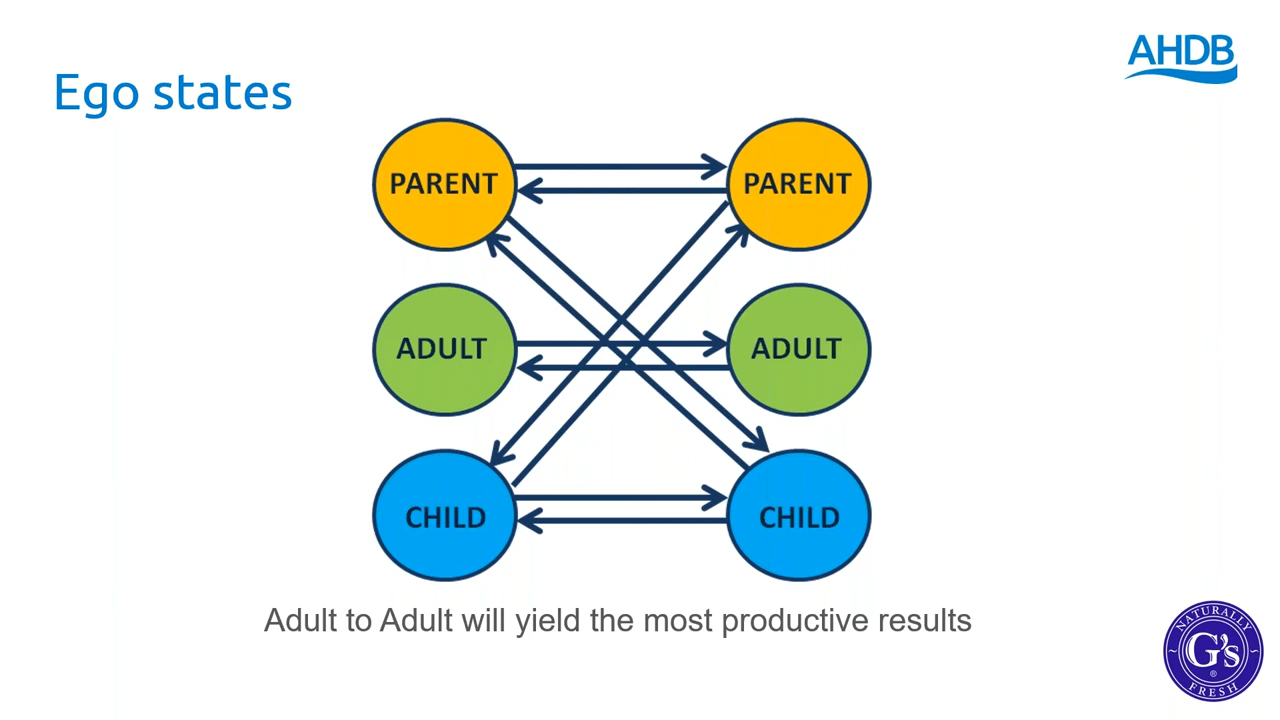 AHDB
Ego states
PARENT
PARENT
ADULT
ADULT
CHILD
CHILD
Adult to Adult will yield the most productive results
NATURALLY
G's
®
FRESH